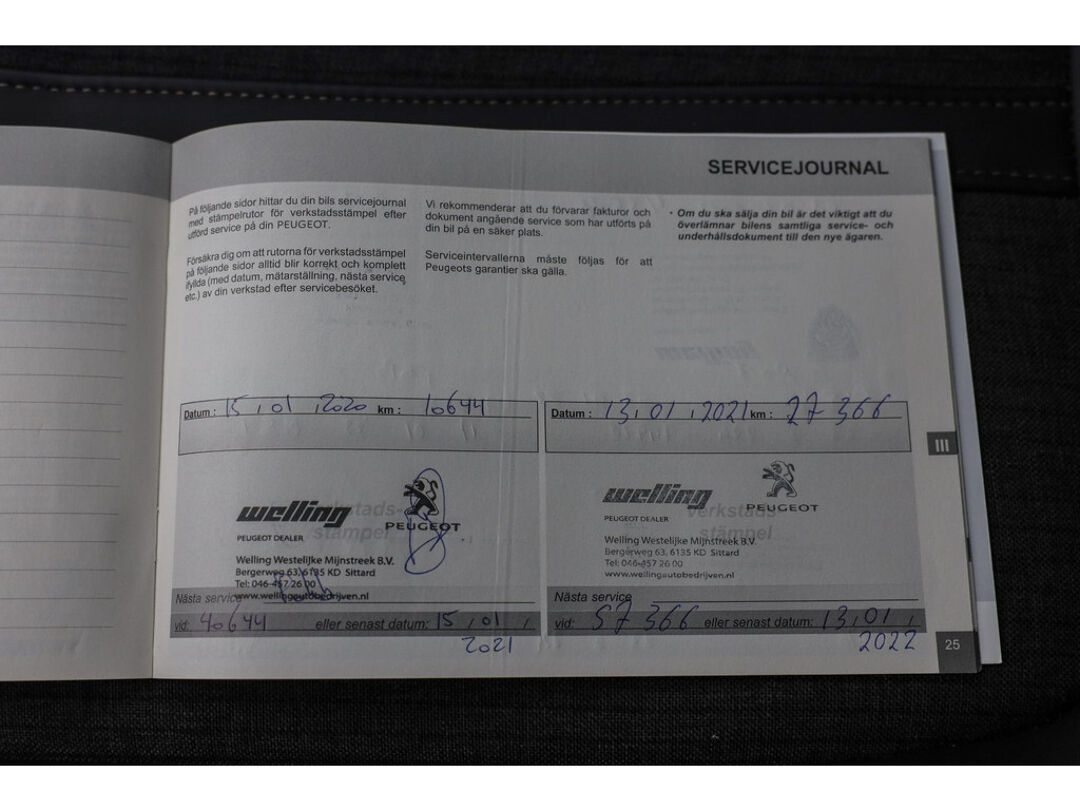 SERVICEJOURNAL
På följande sidor hittar du din bils servicejournal
med stämpelrutor för verkstadsstämpel efter
utförd service på din PEUGEOT.
Försäkra dig om att rutorna för verkstadsstämpel
på följande sidor alltid blir korrekt och komplett
ifyllda (med datum, mätarställning, nästa service
etc.) av din verkstad efter servicebesöket.
Vi rekommenderar att du förvarar fakturor och
dokument angående service som har utförts på
din bil på en säker plats.
Serviceintervallerna måste följas för att
Peugeots garantier ska gälla.
• Om du ska sälja din bil är det viktigt att du
överlämnar bilens samtliga service- och
underhållsdokument till den nye ägaren.
Datum : 15 , 01 , 2020 km : 10644
welling
PEUGEOT DEALER
PEUGEOT
verkstads-
stämpel
Welling Westelijke Mijnstreek B.V.
Bergerweg 63, 6135 KD Sittard
Tel: 046-457 26 00
www.wellingautobedrijven.nl
Nästa service
vid: 40644 eller senast datum: 15 , 01 ,
2021
Datum : 13 , 01 , 2021 km : 27 366
welling
PEUGEOT DEALER
PEUGEOT
verkstads-
stämpel
Welling Westelijke Mijnstreek B.V.
Bergerweg 63, 6135 KD Sittard
Tel: 046-457 26 00
www.wellingautobedrijven.nl
Nästa service
vid: 57 366 eller senast datum: 13 , 01 ,
2022
III
25